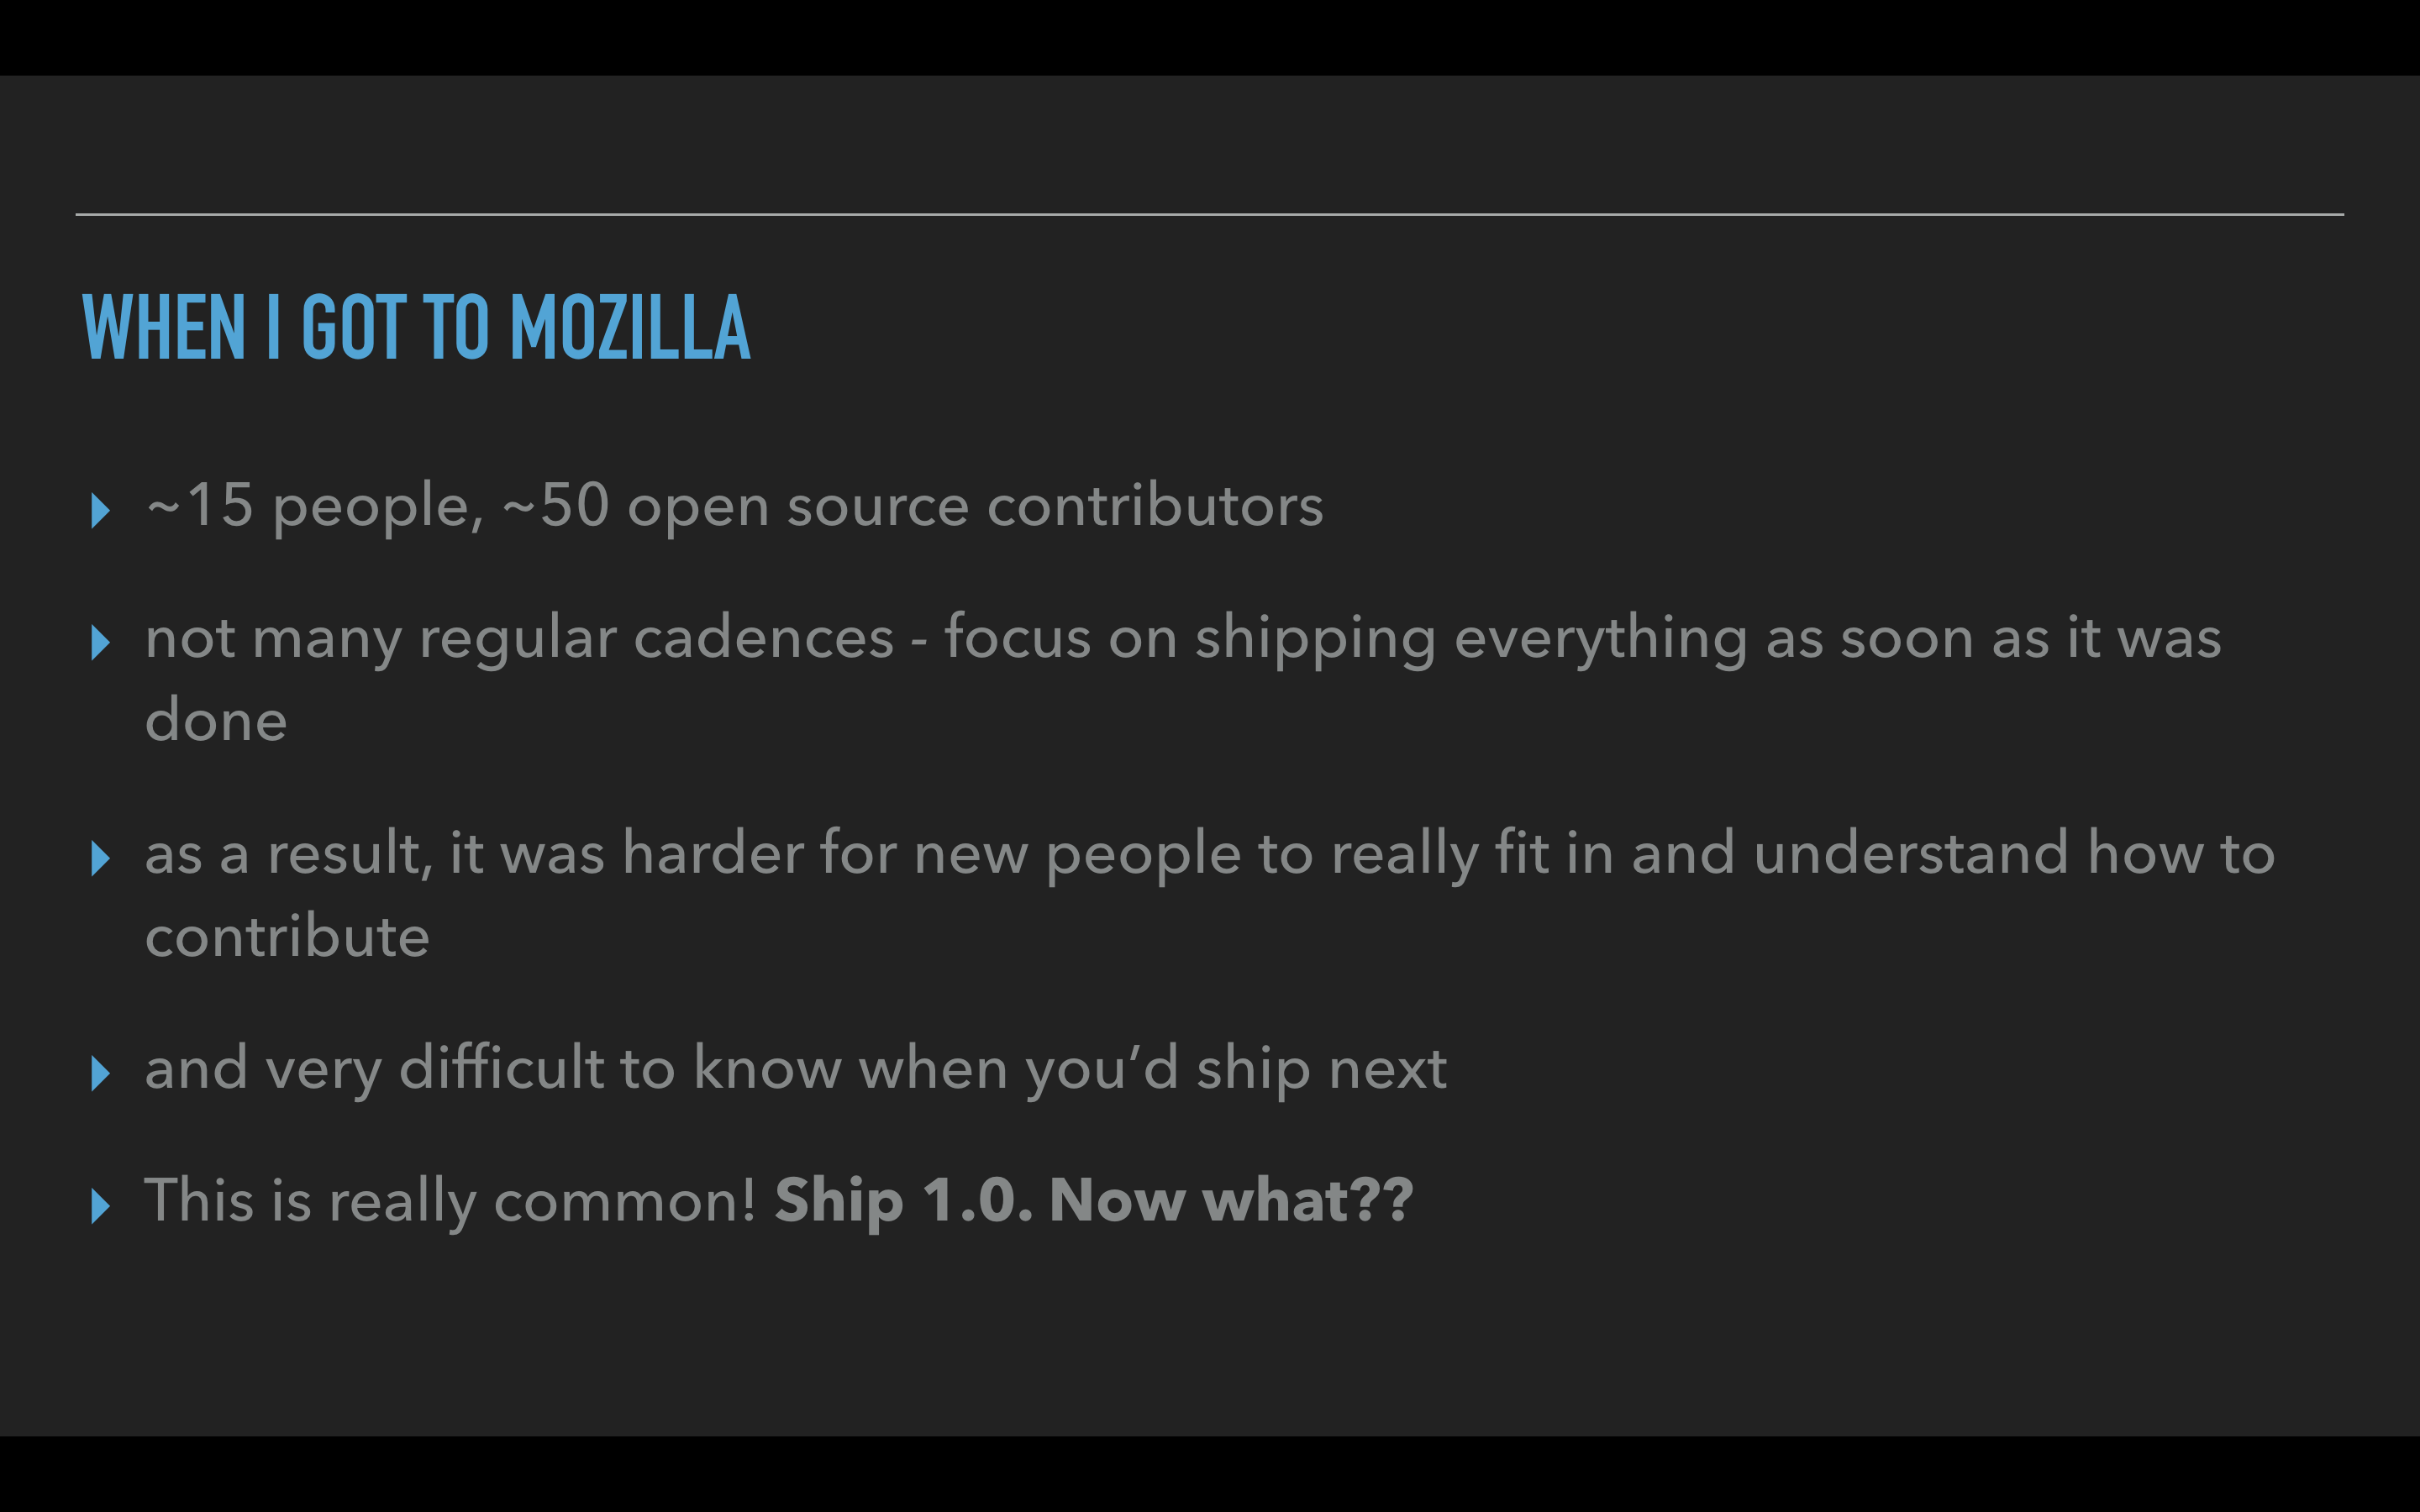 WHEN I GOT TO MOZILLA
~15 people, ~50 open source contributors
not many regular cadences - focus on shipping everything as soon as it was
done
as a result, it was harder for new people to really fit in and understand how to
contribute
and very difficult to know when you’d ship next
This is really common! Ship 1.0. Now what??